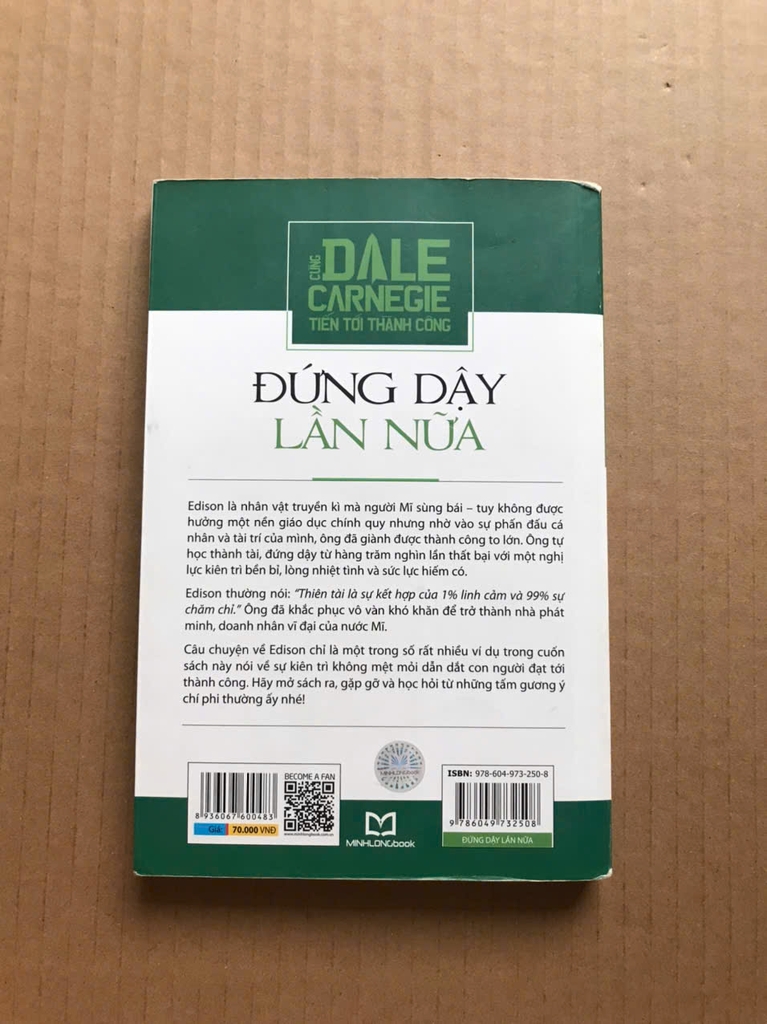 CÙNG
DALE
CARNEGIE
TIẾN TỚI THÀNH CÔNG
ĐỨNG DẬY
LẦN NỮA
Edison là nhân vật truyền kì mà người Mĩ sùng bái – tuy không được
hưởng một nền giáo dục chính quy nhưng nhờ vào sự phấn đấu cá
nhân và tài trí của mình, ông đã giành được thành công to lớn. Ông tự
học thành tài, đứng dậy từ hàng trăm nghìn lần thất bại với một nghị
lực kiên trì bền bỉ, lòng nhiệt tình và sức lực hiếm có.
Edison thường nói: “Thiên tài là sự kết hợp của 1% linh cảm và 99% sự
chăm chỉ.” Ông đã khắc phục vô vàn khó khăn để trở thành nhà phát
minh, doanh nhân vĩ đại của nước Mĩ.
Câu chuyện về Edison chỉ là một trong số rất nhiều ví dụ trong cuốn
sách này nói về sự kiên trì không mệt mỏi dẫn dắt con người đạt tới
thành công. Hãy mở sách ra, gặp gỡ và học hỏi từ những tấm gương ý
chí phi thường ấy nhé!
MINHLONGbook
BECOME A FAN
8 936067 600483
Giá: 70.000 VNĐ
www.minhlongbook.com.vn
MINHLONGbook
ISBN: 978-604-973-250-8
9 786049 732508
ĐỨNG DẬY LẦN NỮA